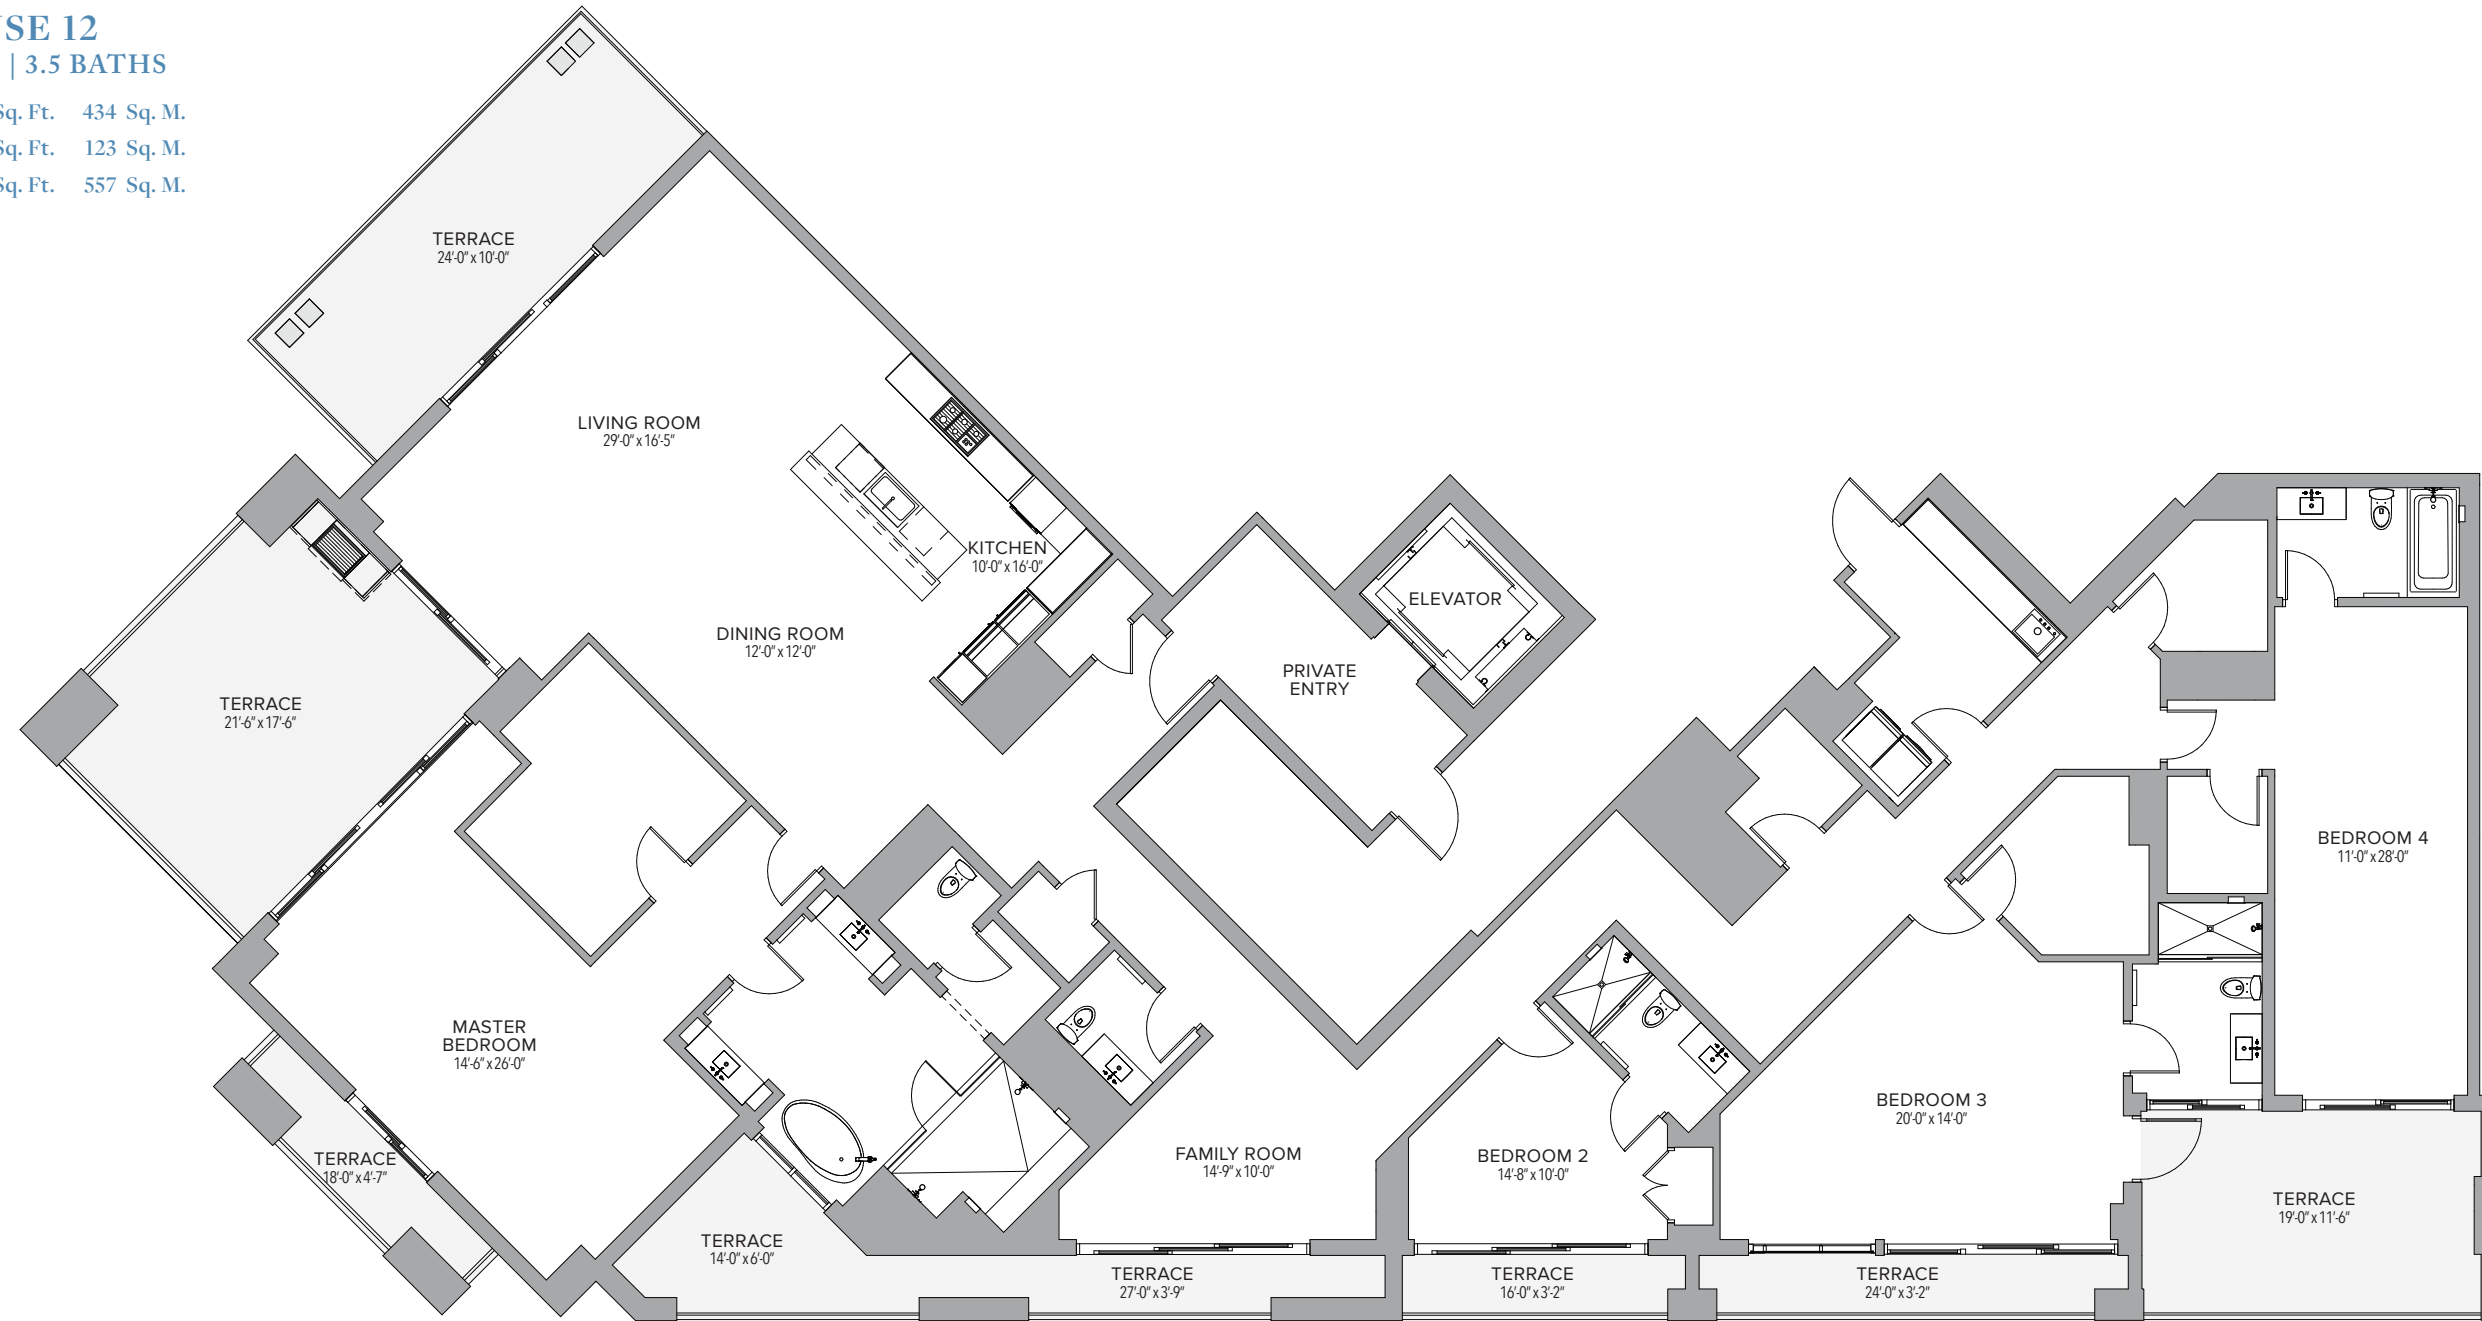 SE 12
| 3.5 BATHS
Sq. Ft. 434 Sq. M.
Sq. Ft. 123 Sq. M.
Sq. Ft. 557 Sq. M.
TERRACE
24'-0" x 10'-0"
LIVING ROOM
29'-0" x 16'-5"
KITCHEN
10'-0" x 16'-0"
ELEVATOR
DINING ROOM
12'-0" x 12'-0"
PRIVATE
ENTRY
TERRACE
21'-6" x 17'-6"
BEDROOM 4
11'-0" x 28'-0"
MASTER
BEDROOM
14'-6" x 26'-0"
BEDROOM 3
20'-0" x 14'-0"
TERRACE
18'-0" x 4'-7"
FAMILY ROOM
14'-9" x 10'-0"
BEDROOM 2
14'-8" x 10'-0"
TERRACE
19'-0" x 11'-6"
TERRACE
14'-0" x 6'-0"
TERRACE
27'-0" x 3'-9"
TERRACE
16'-0" x 3'-2"
TERRACE
24'-0" x 3'-2"